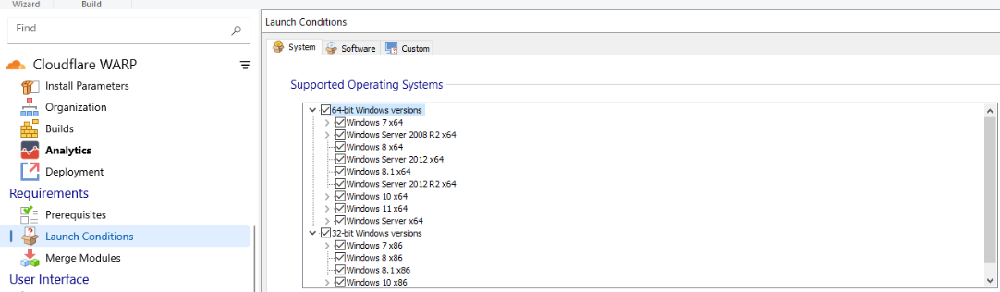 Wizard
Build
Find
Cloudflare WARP
Install Parameters
Organization
Builds
Analytics
Deployment
Requirements
Prerequisites
Launch Conditions
Merge Modules
User Interface
Launch Conditions
System
Software
Custom
Supported Operating Systems
64-bit Windows versions
Windows 7 x64
Windows Server 2008 R2 x64
Windows 8 x64
Windows Server 2012 x64
Windows 8.1 x64
Windows Server 2012 R2 x64
Windows 10 x64
Windows 11 x64
Windows Server x64
32-bit Windows versions
Windows 7 x86
Windows 8 x86
Windows 8.1 x86
Windows 10 x86